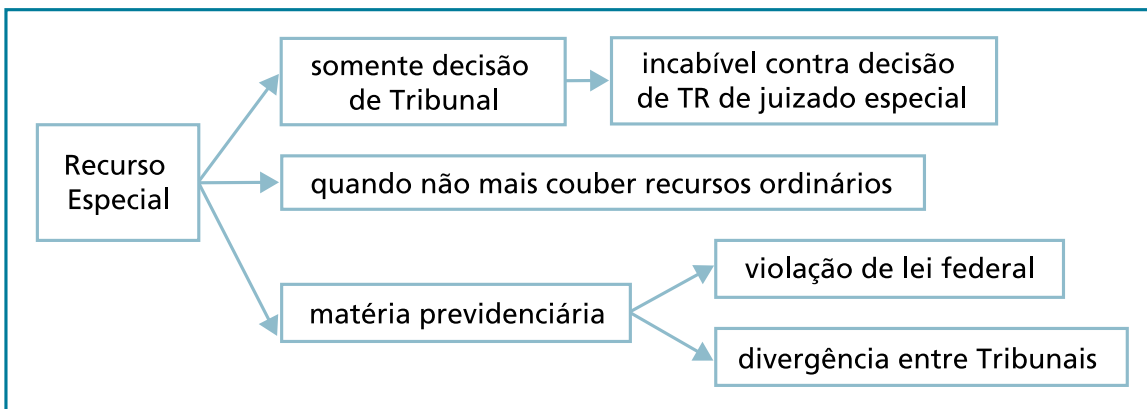 Recurso
Especial
somente decisão
de Tribunal
incabível contra decisão
de TR de juizado especial
quando não mais couber recursos ordinários
matéria previdenciária
violação de lei federal
divergência entre Tribunais